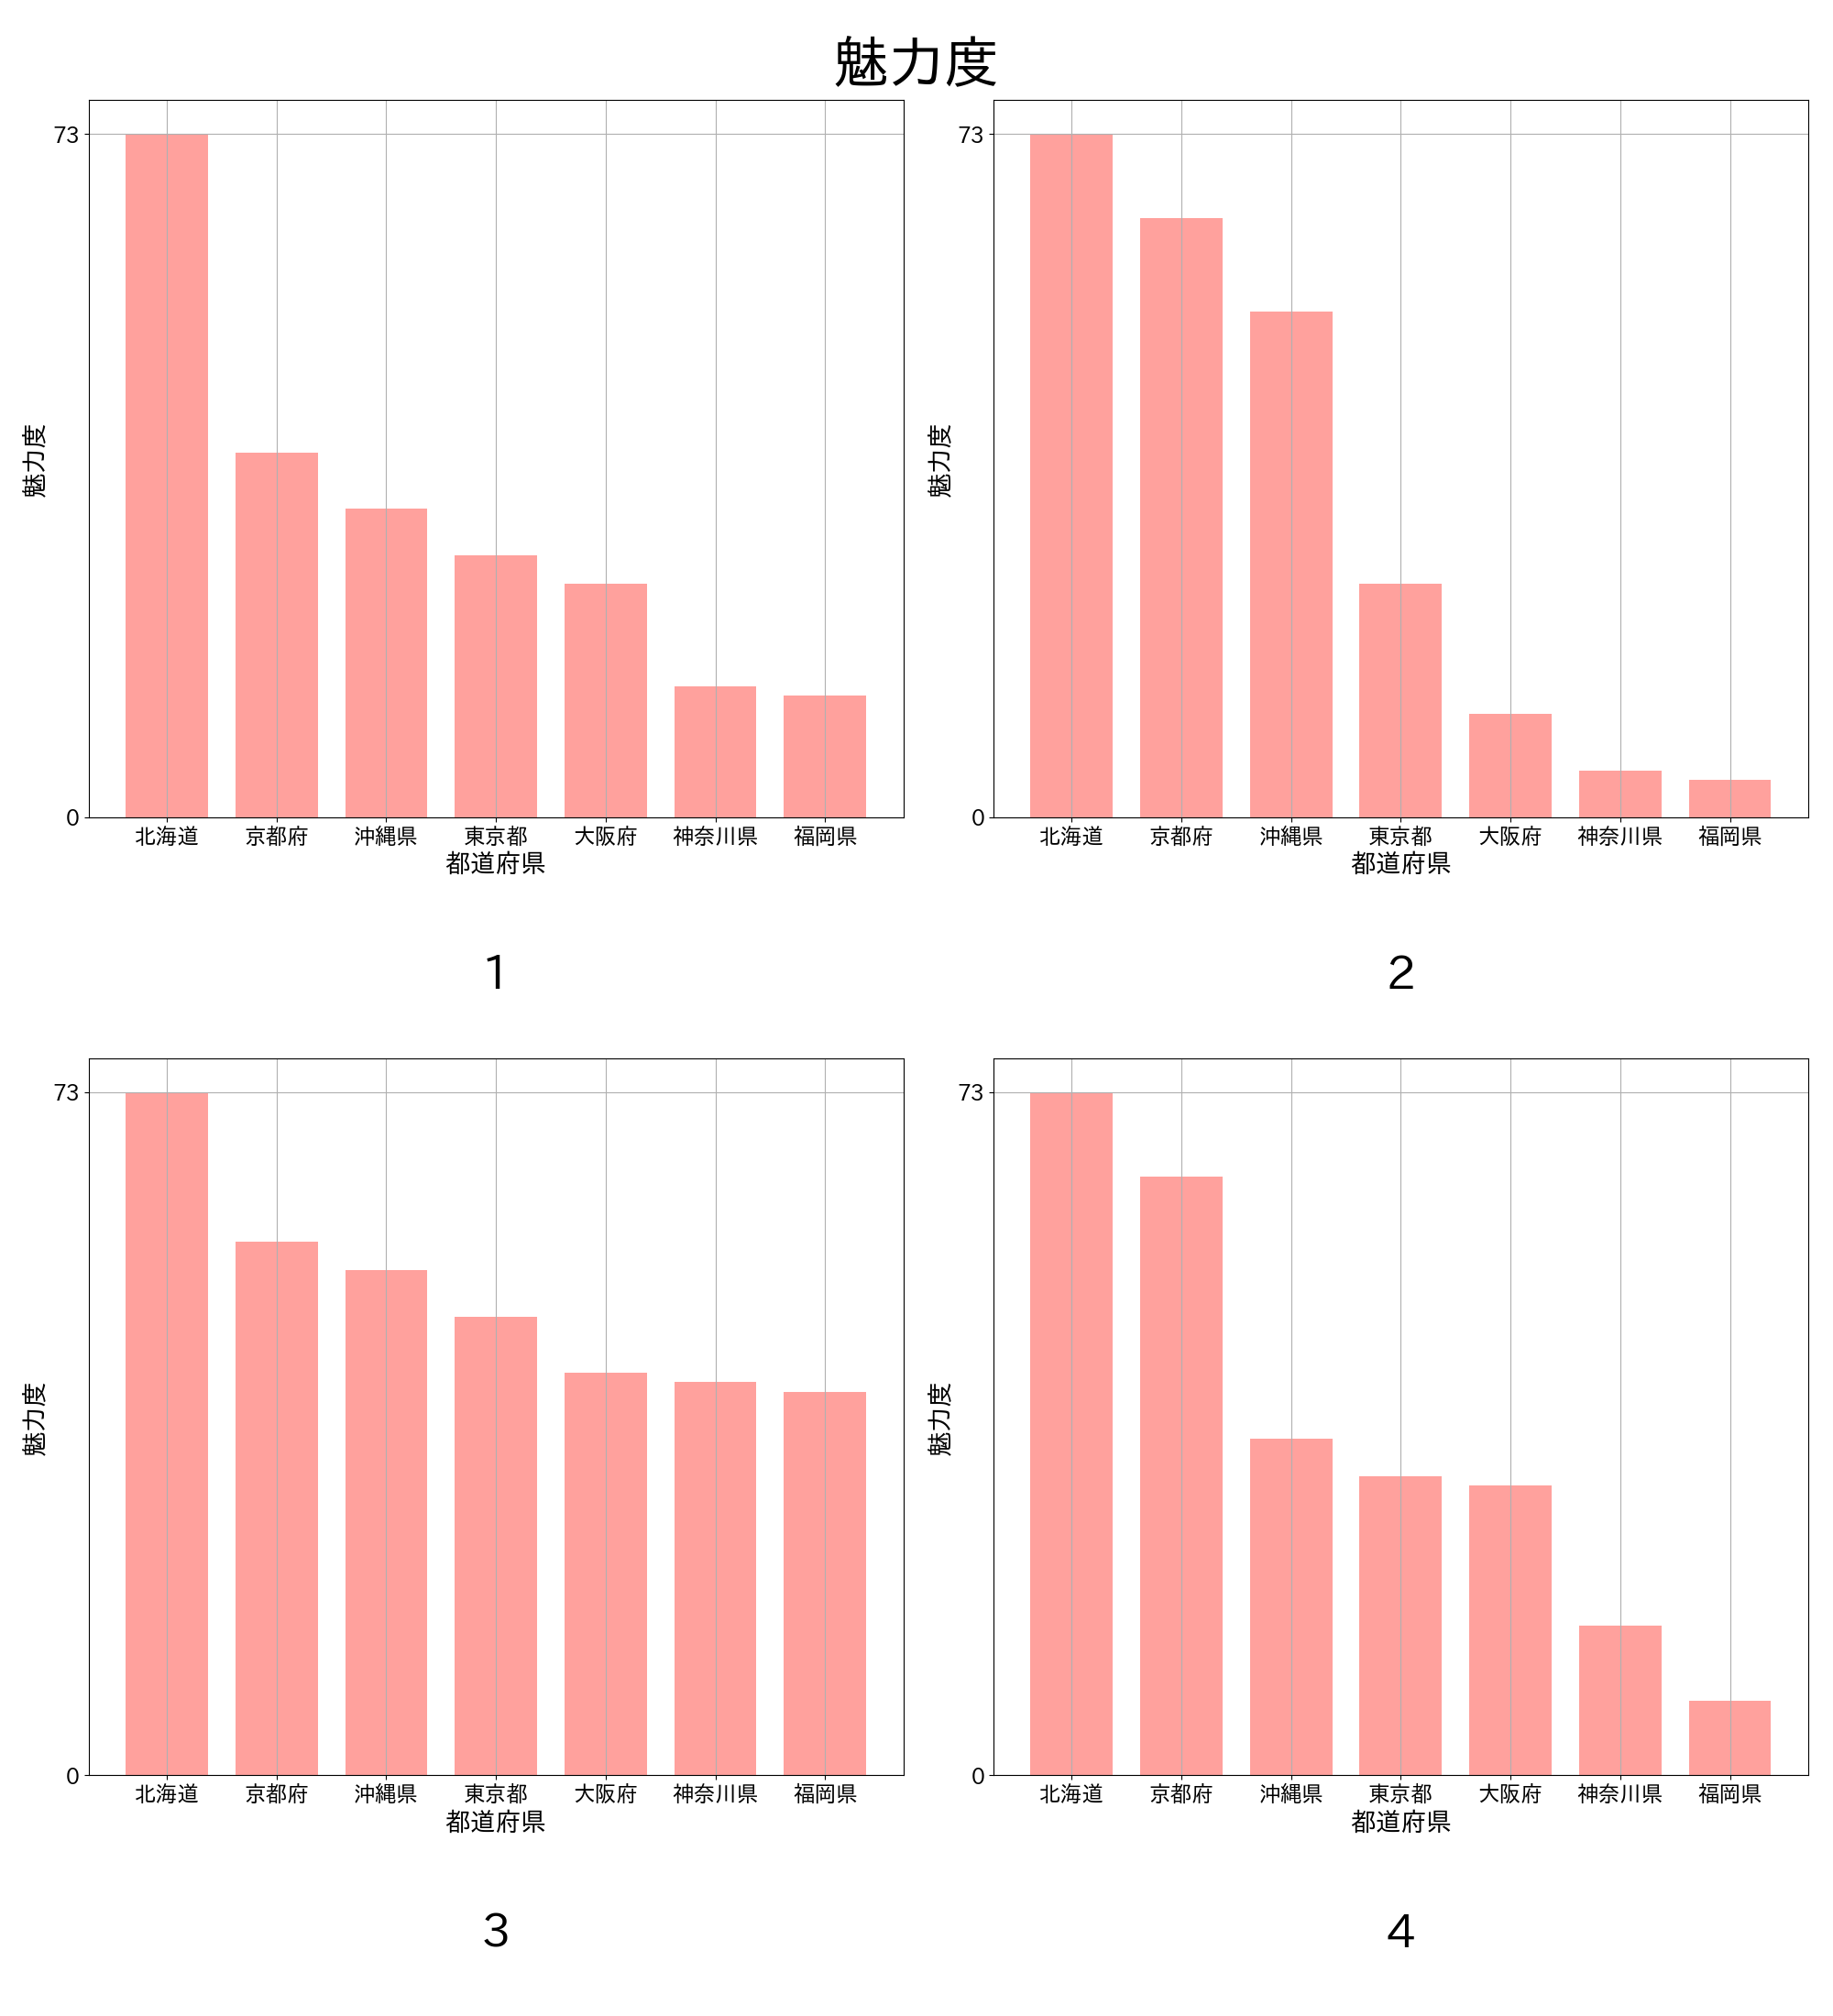 魅力度
73
0
魅力度
北海道 京都府 沖縄県 東京都 大阪府 神奈川県 福岡県
都道府県
1
73
0
魅力度
北海道 京都府 沖縄県 東京都 大阪府 神奈川県 福岡県
都道府県
2
73
0
魅力度
北海道 京都府 沖縄県 東京都 大阪府 神奈川県 福岡県
都道府県
3
73
0
魅力度
北海道 京都府 沖縄県 東京都 大阪府 神奈川県 福岡県
都道府県
4